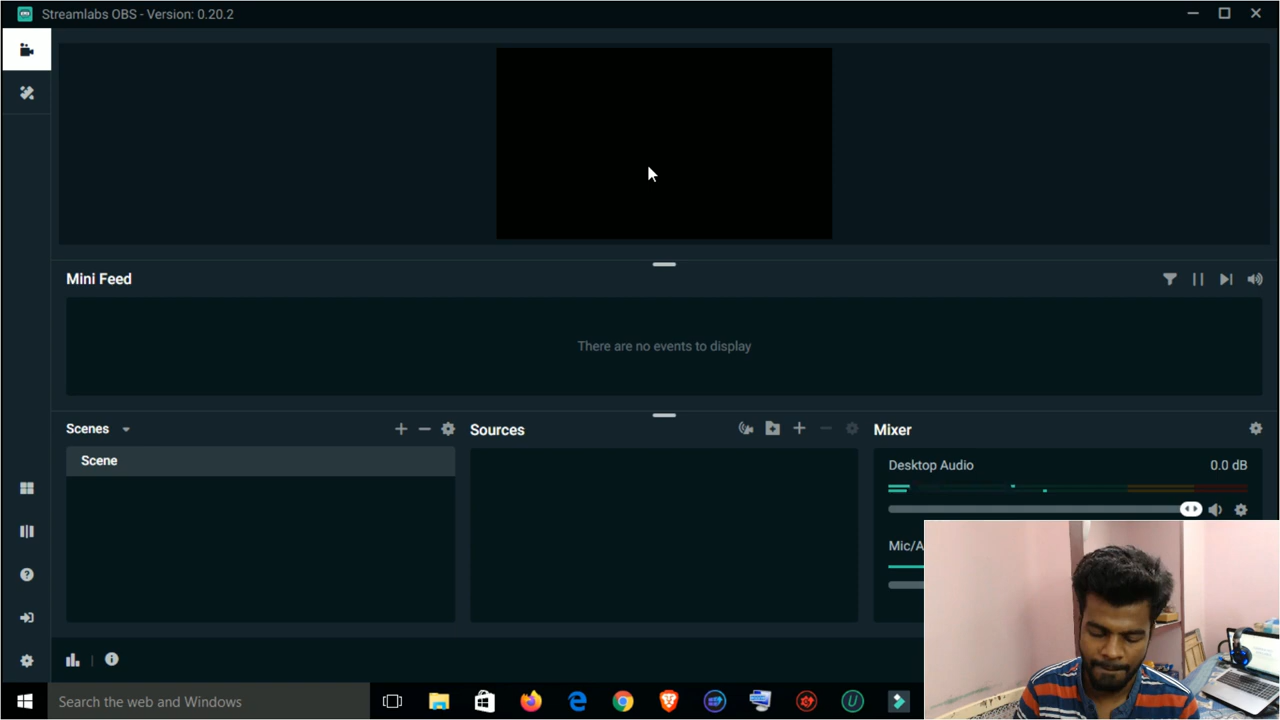 Streamlabs OBS - Version: 0.20.2
Mini Feed
There are no events to display
Scenes
Sources
Mixer
Scene
Desktop Audio
0.0 dB
Mic/A
Search the web and Windows